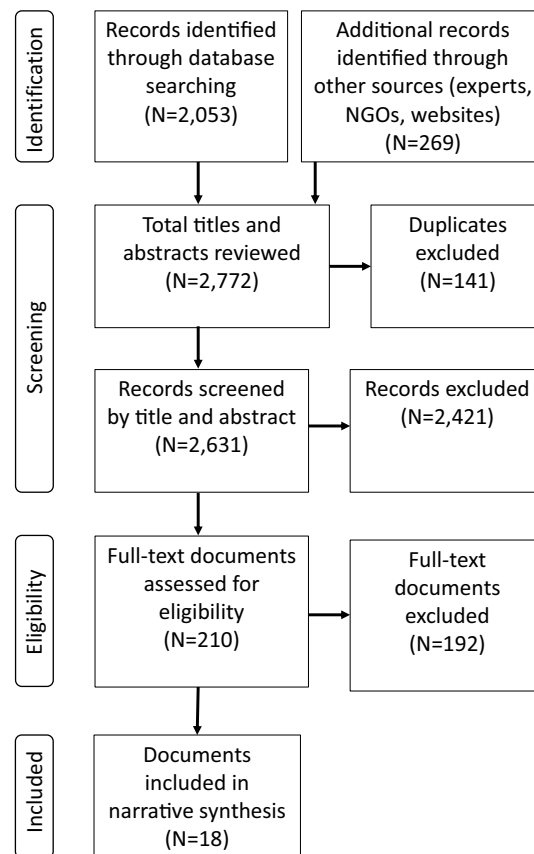 Identification
Records identified
through database
searching
(N=2,053)
Additional records
identified through
other sources (experts,
NGOs, websites)
(N=269)
Screening
Total titles and
abstracts reviewed
(N=2,772)
Duplicates
excluded
(N=141)
Records screened
by title and abstract
(N=2,631)
Records excluded
(N=2,421)
Eligibility
Full-text documents
assessed for
eligibility
(N=210)
Full-text
documents
excluded
(N=192)
Included
Documents
included in
narrative synthesis
(N=18)